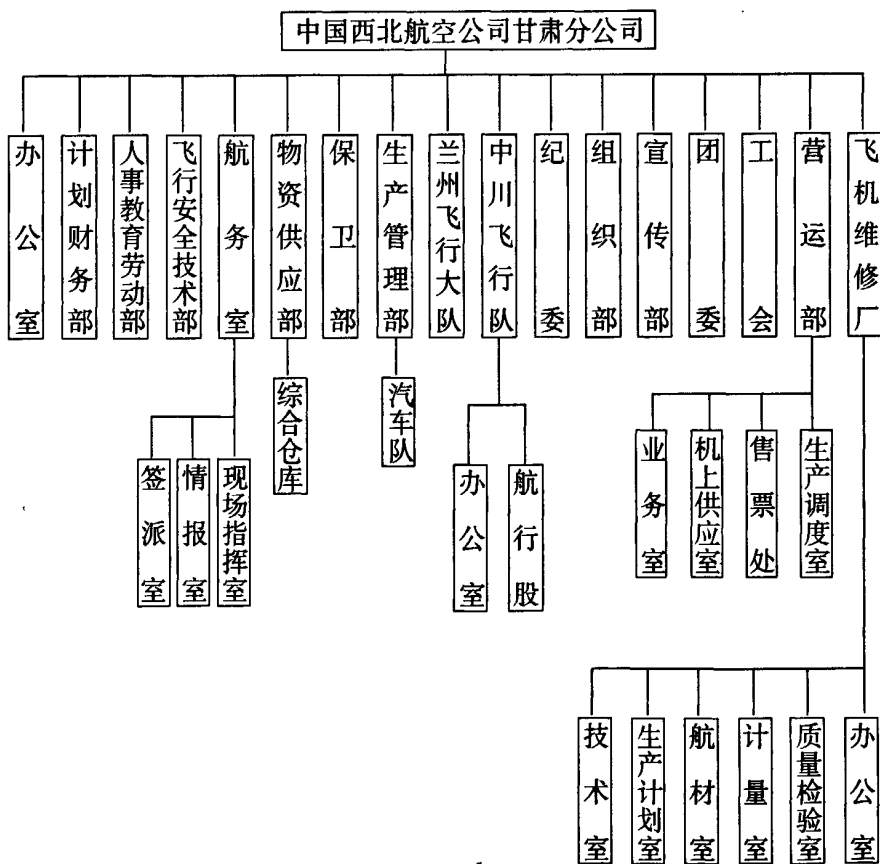 中国西北航空公司甘肃分公司
办公室
计划财务部
人事教育劳动部
飞行安全技术部
航务室
物资供应部
保卫部
生产管理部
兰州飞行大队
中川飞行队
纪委
组织部
宣传部
团委
工会
营运部
飞机维修厂
签派室
情报室
现场指挥室
综合仓库
汽车队
办公室
航行股
业务室
机上供应室
售票处
生产调度室
技术室
生产计划室
航材室
计量室
质量检验室
办公室